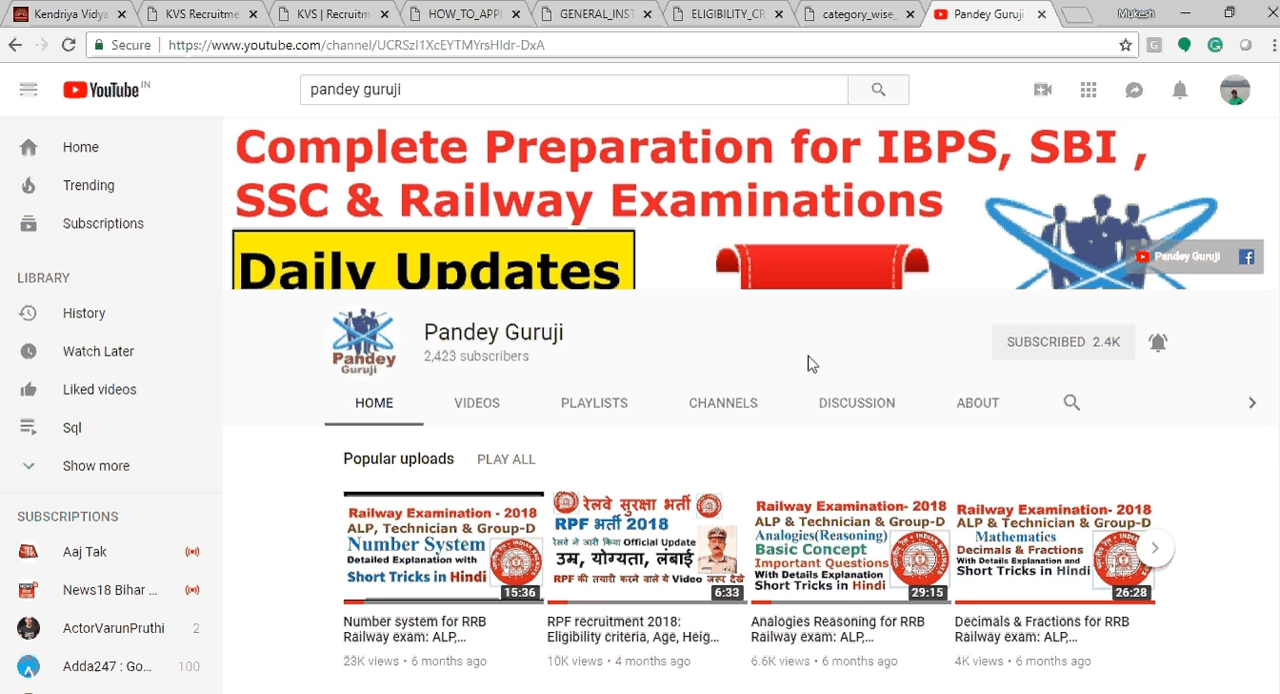 Kendriya Vidya
KVS Recruitme
KVS | Recruitm
HOW_TO_APPL
GENERAL_INST
ELIGIBILITY_CR
category_wise_
Pandey Guruji
Mukesh
Secure https://www.youtube.com/channel/UCRSzI1XcEYTMYrsHIdr-DxA
YouTube IN
pandey guruji
Home
Trending
Subscriptions
LIBRARY
History
Watch Later
Liked videos
Sql
Show more
SUBSCRIPTIONS
Aaj Tak
News18 Bihar ...
ActorVarunPruthi 2
Adda247 : Go... 100
Complete Preparation for IBPS, SBI ,
SSC & Railway Examinations
Daily Updates
Pandey Guruji
Pandey
Guruji
Pandey Guruji
2,423 subscribers
SUBSCRIBED 2.4K
HOME VIDEOS PLAYLISTS CHANNELS DISCUSSION ABOUT
Popular uploads PLAY ALL
Railway Examination - 2018
ALP, Technician & Group-D
Number System
Detailed Explanation with
Short Tricks in Hindi
15:36
Number system for RRB
Railway exam: ALP,...
23K views • 6 months ago
रेलवे सुरक्षा भर्ती
RPF भर्ती 2018
रेलवे ने जारी किया Official Update
उम्र, योग्यता, लंबाई
RPF की तयारी करने वाले ये Video जरूर देखे
6:33
RPF recruitment 2018:
Eligibility criteria, Age, Heig...
10K views • 4 months ago
Railway Examination- 2018
ALP & Technician & Group-D
Analogies(Reasoning)
Basic Concept
Important Questions
With Details Explanation
Short Tricks in Hindi
29:15
Analogies Reasoning for RRB
Railway exam: ALP,...
6.6K views • 6 months ago
Railway Examination- 2018
ALP & Technician & Group-D
Mathematics
Decimals & Fractions
With Details Explanation and
Short Tricks in Hindi
26:28
Decimals & Fractions for RRB
Railway exam: ALP,...
4K views • 6 months ago